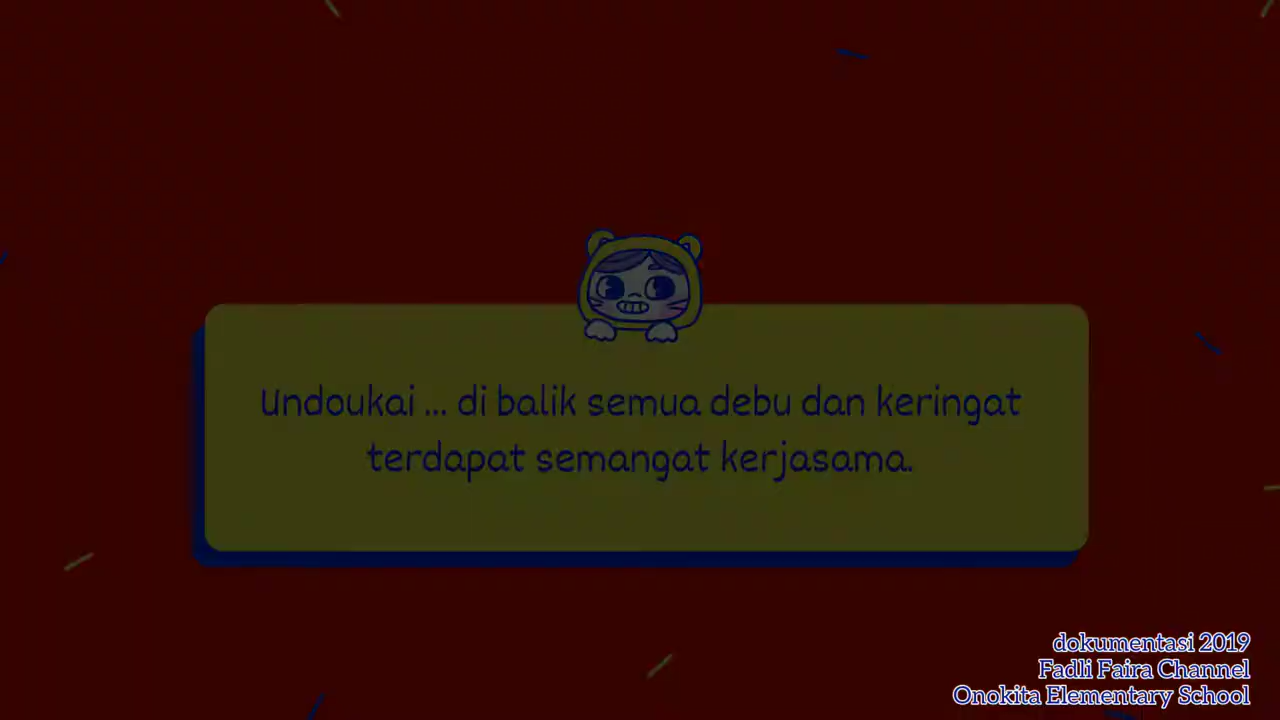 Undoukai ... di balik semua debu dan keringat
terdapat semangat kerjasama.
dokumentasi 2019
Fadli Faira Channel
Onokita Elementary School